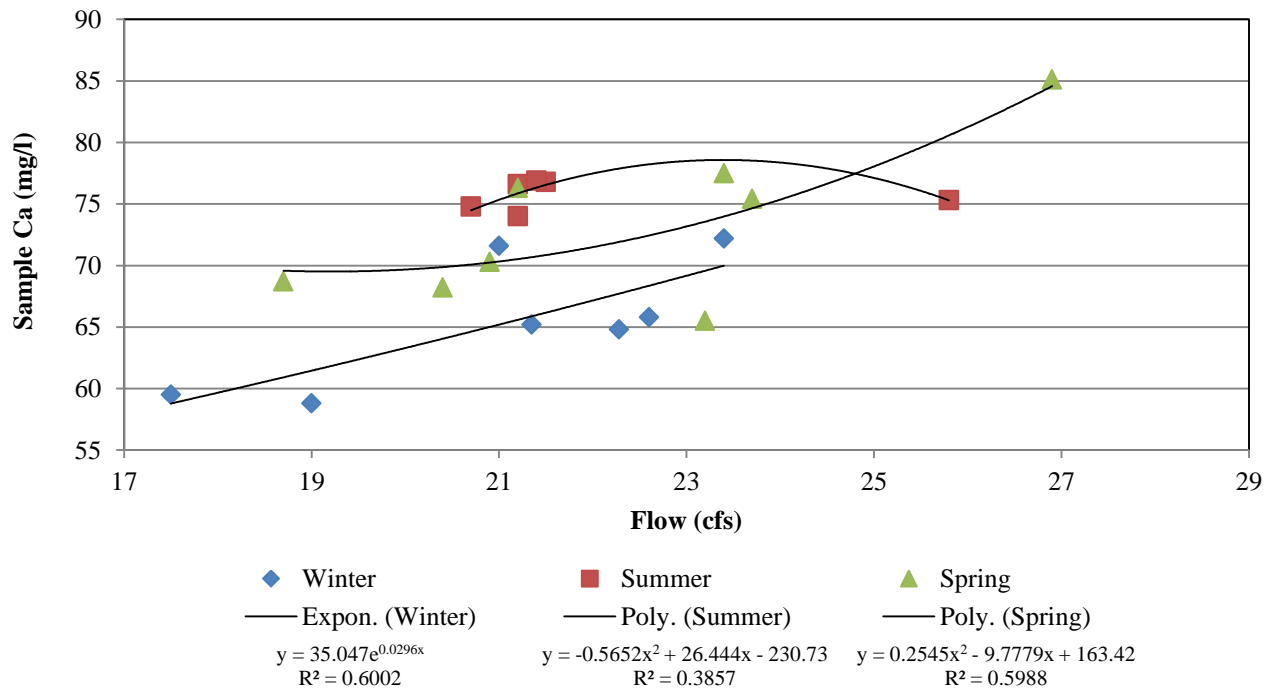 90
85
80
75
70
65
60
55
Sample Ca (mg/l)
17 19 21 23 25 27 29
Flow (cfs)
Winter Summer Spring
Expon. (Winter) Poly. (Summer) Poly. (Spring)
y = 35.047e^0.0296x y = -0.5652x² + 26.444x - 230.73 y = 0.2545x² - 9.7779x + 163.42
R² = 0.6002 R² = 0.3857 R² = 0.5988